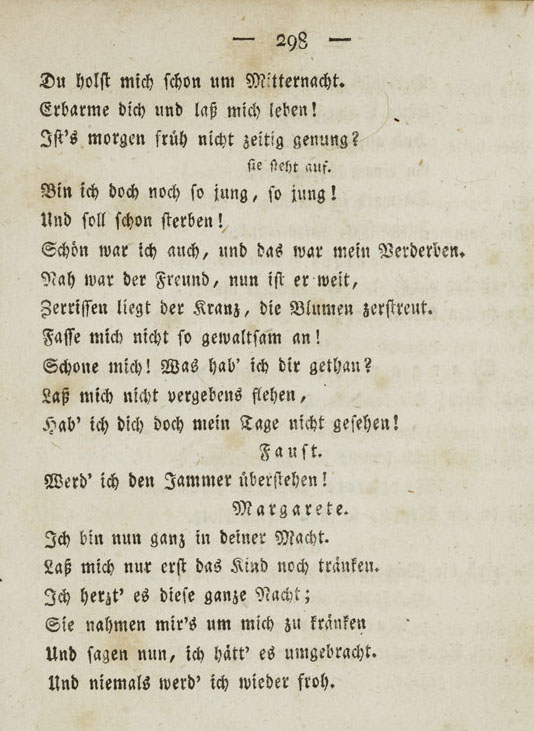 — 298 —
Du holst mich schon um Mitternacht.
Erbarme dich und laß mich leben!
Ist's morgen früh nicht zeitig genung?
sie steht auf.
Bin ich doch noch so jung, so jung!
Und soll schon sterben!
Schön war ich auch, und das war mein Verderben.
Nah war der Freund, nun ist er weit,
Zerrissen liegt der Kranz, die Blumen zerstreut.
Fasse mich nicht so gewaltsam an!
Schone mich! Was hab' ich dir gethan?
Laß mich nicht vergebens flehen,
Hab' ich dich doch mein Tage nicht gesehen!
Faust.
Werd' ich den Jammer überstehen!
Margarete.
Ich bin nun ganz in deiner Macht.
Laß mich nur erst das Kind noch tränken.
Ich herzt' es diese ganze Nacht;
Sie nahmen mir's um mich zu kränken
Und sagen nun, ich hätt' es umgebracht.
Und niemals werd' ich wieder froh.